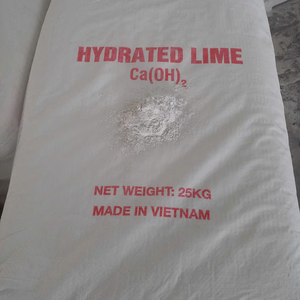 HYDRATED LIME
Ca(OH)₂
NET WEIGHT: 25KG
MADE IN VIETNAM